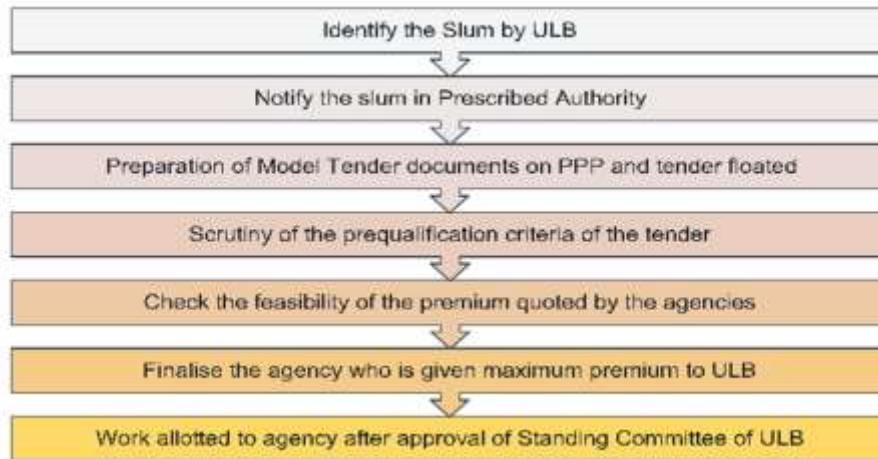 Identify the Slum by ULB
Notify the slum in Prescribed Authority
Preparation of Model Tender documents on PPP and tender floated
Scrutiny of the prequalification criteria of the tender
Check the feasibility of the premium quoted by the agencies
Finalise the agency who is given maximum premium to ULB
Work allotted to agency after approval of Standing Committee of ULB